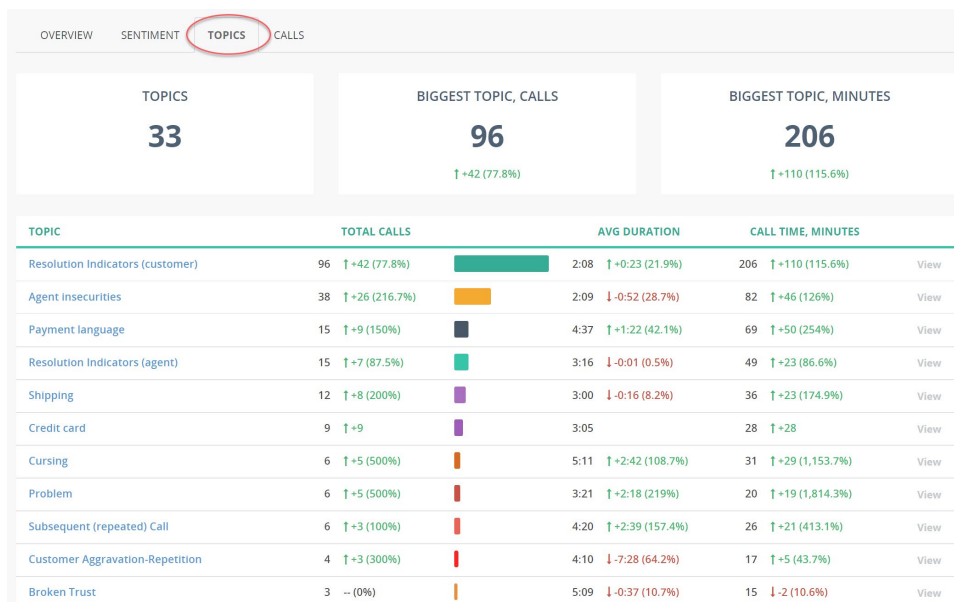 OVERVIEW SENTIMENT TOPICS CALLS
TOPICS BIGGEST TOPIC, CALLS BIGGEST TOPIC, MINUTES
33 96 206
↑ +42 (77.8%) ↑ +110 (115.6%)
TOPIC TOTAL CALLS AVG DURATION CALL TIME, MINUTES
Resolution Indicators (customer) 96 ↑ +42 (77.8%) 2:08 ↑ +0:23 (21.9%) 206 ↑ +110 (115.6%) View
Agent insecurities 38 ↑ +26 (216.7%) 2:09 ↓ -0:52 (28.7%) 82 ↑ +46 (126%) View
Payment language 15 ↑ +9 (150%) 4:37 ↑ +1:22 (42.1%) 69 ↑ +50 (254%) View
Resolution Indicators (agent) 15 ↑ +7 (87.5%) 3:16 ↓ -0:01 (0.5%) 49 ↑ +23 (86.6%) View
Shipping 12 ↑ +8 (200%) 3:00 ↓ -0:16 (8.2%) 36 ↑ +23 (174.9%) View
Credit card 9 ↑ +9 3:05 28 ↑ +28 View
Cursing 6 ↑ +5 (500%) 5:11 ↑ +2:42 (108.7%) 31 ↑ +29 (1,153.7%) View
Problem 6 ↑ +5 (500%) 3:21 ↑ +2:18 (219%) 20 ↑ +19 (1,814.3%) View
Subsequent (repeated) Call 6 ↑ +3 (100%) 4:20 ↑ +2:39 (157.4%) 26 ↑ +21 (413.1%) View
Customer Aggravation-Repetition 4 ↑ +3 (300%) 4:10 ↓ -7:28 (64.2%) 17 ↑ +5 (43.7%) View
Broken Trust 3 -- (0%) 5:09 ↓ -0:37 (10.7%) 15 ↓ -2 (10.6%) View